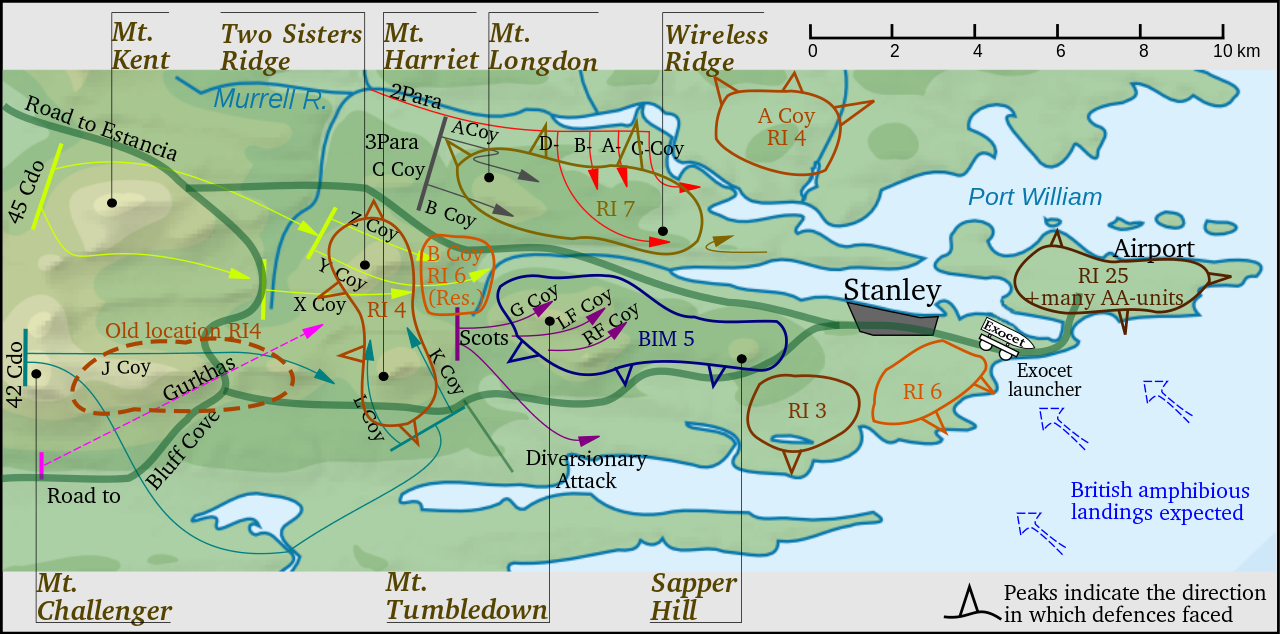 Mt.
Kent
Two Sisters
Ridge
Mt.
Harriet
Mt.
Longdon
Wireless
Ridge
0 2 4 6 8 10 km
Murrell R.
2Para
Road to Estancia
3Para
C Coy
ACoy
B Coy
D- B- A- C-Coy
A Coy
RI 4
RI 7
45 Cdo
Port William
Z Coy
Y Coy
X Coy
RI 4
B Coy
RI 6
(Res.)
Airport
RI 25
+many AA-units
Stanley
Exocet
Exocet
launcher
Old location RI4
J Coy
Gurkhas
42 Cdo
Scots
G Coy
LF Coy
RF Coy
BIM 5
K Coy
L Coy
RI 3
RI 6
Bluff Cove
Road to
Diversionary
Attack
British amphibious
landings expected
Mt.
Challenger
Mt.
Tumbledown
Sapper
Hill
Peaks indicate the direction
in which defences faced